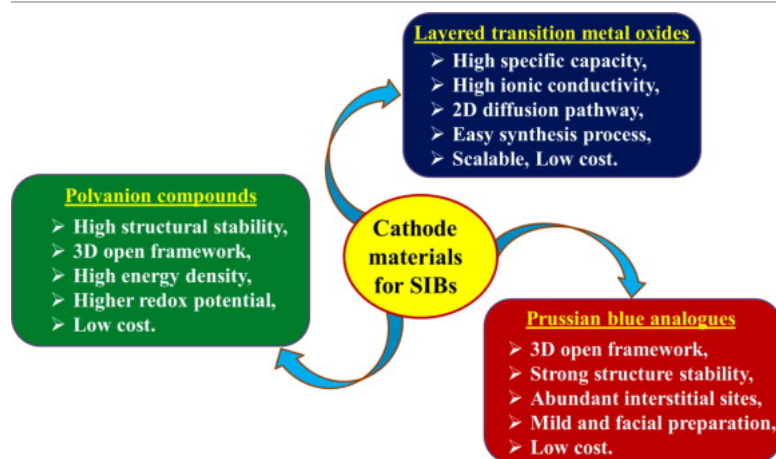 Layered transition metal oxides
➢ High specific capacity,
➢ High ionic conductivity,
➢ 2D diffusion pathway,
➢ Easy synthesis process,
➢ Scalable, Low cost.
Polyanion compounds
➢ High structural stability,
➢ 3D open framework,
➢ High energy density,
➢ Higher redox potential,
➢ Low cost.
Cathode
materials
for SIBs
Prussian blue analogues
➢ 3D open framework,
➢ Strong structure stability,
➢ Abundant interstitial sites,
➢ Mild and facial preparation,
➢ Low cost.